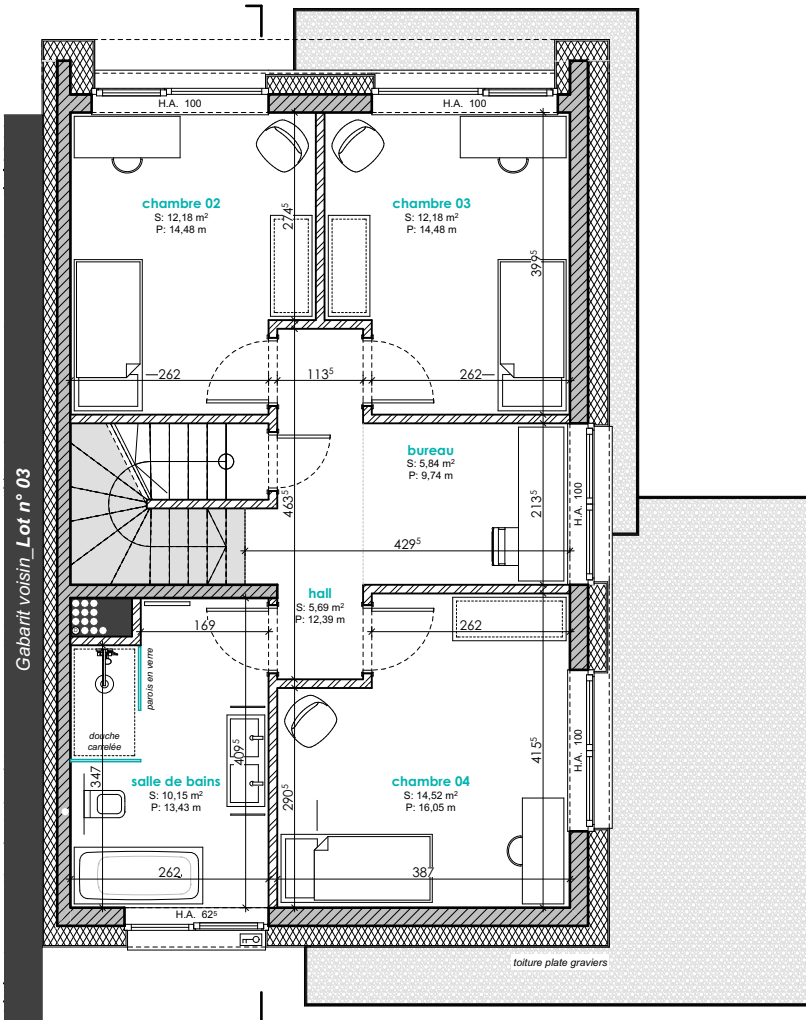 H.A. 100
H.A. 100
chambre 02
S: 12,18 m²
P: 14,48 m
chambre 03
S: 12,18 m²
P: 14,48 m
274⁵
399⁵
262
113⁵
262
bureau
S: 5,84 m²
P: 9,74 m
Gabarit voisin_Lot n° 03
463⁵
213⁵
H.A. 100
429⁵
hall
S: 5,69 m²
P: 12,39 m
169
262
parois en verre
douche
carrelée
347
409⁵
salle de bains
S: 10,15 m²
P: 13,43 m
290⁵
chambre 04
S: 14,52 m²
P: 16,05 m
415⁵
H.A. 100
262
387
H.A. 62⁵
toiture plate graviers